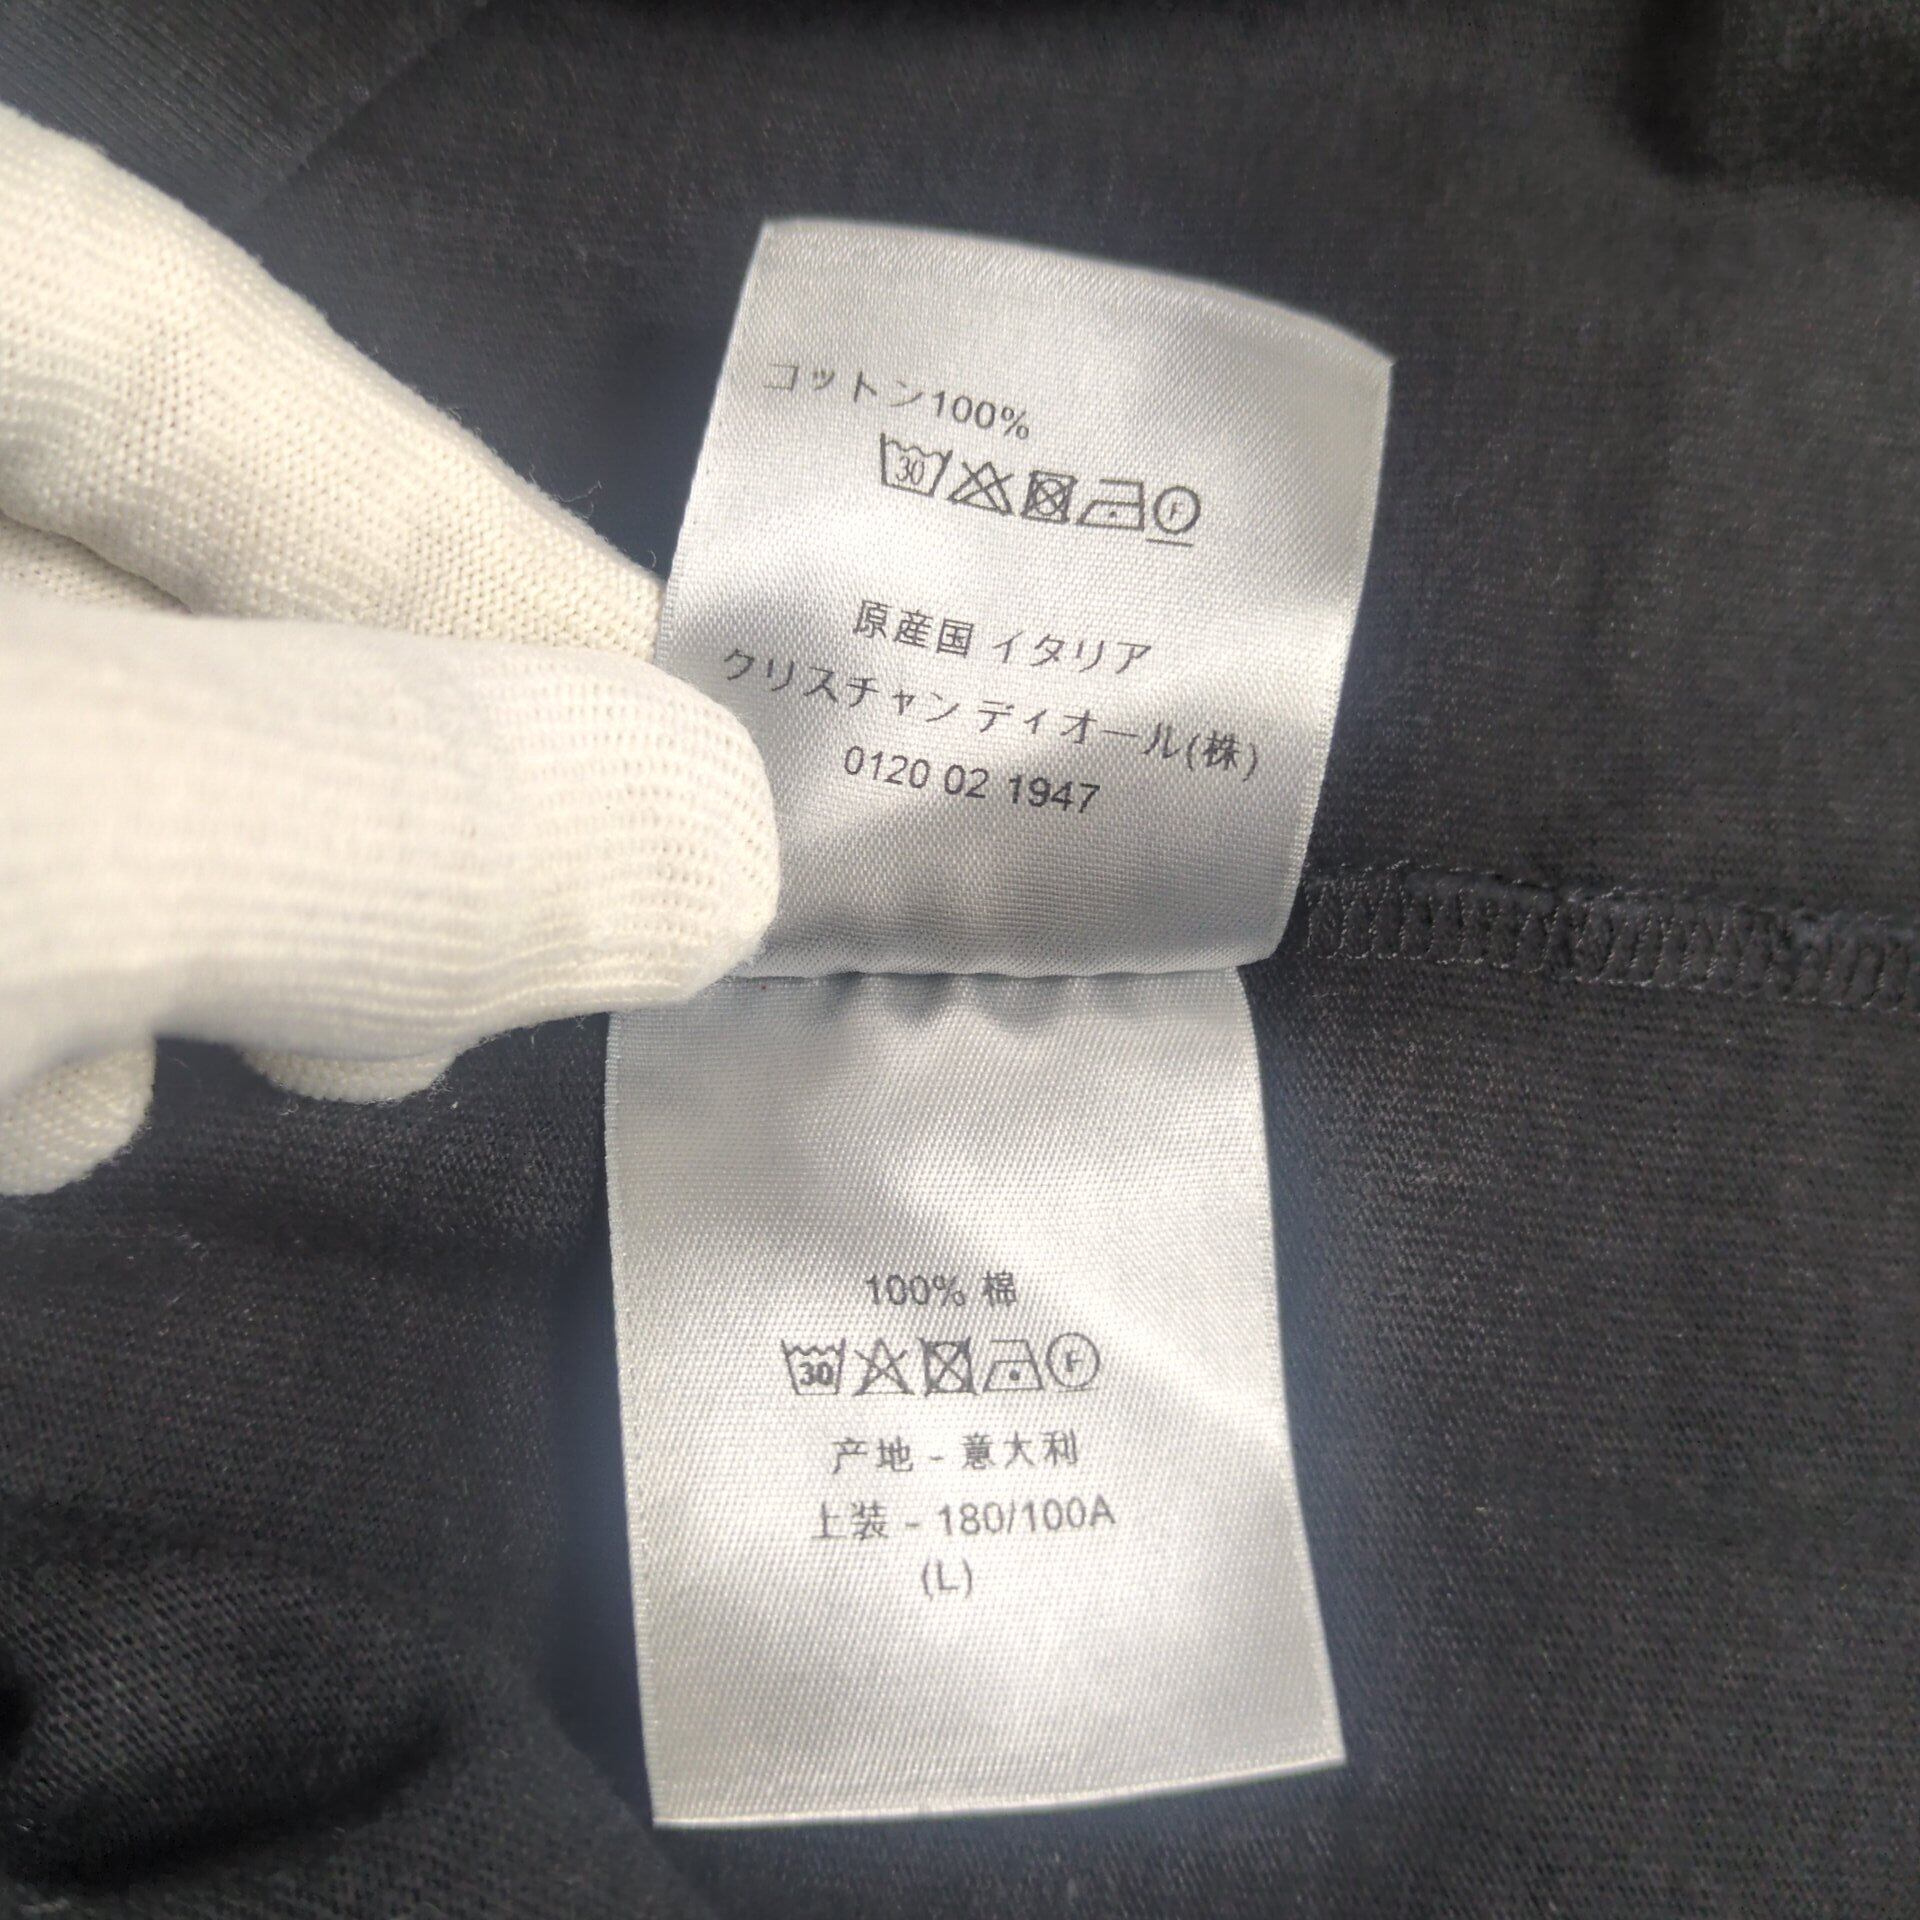 コットン100%
30
F
原産国 イタリア
クリスチャン ディオール(株)
0120 02 1947
100% 棉
30
F
产地 - 意大利
上装 - 180/100A
(L)